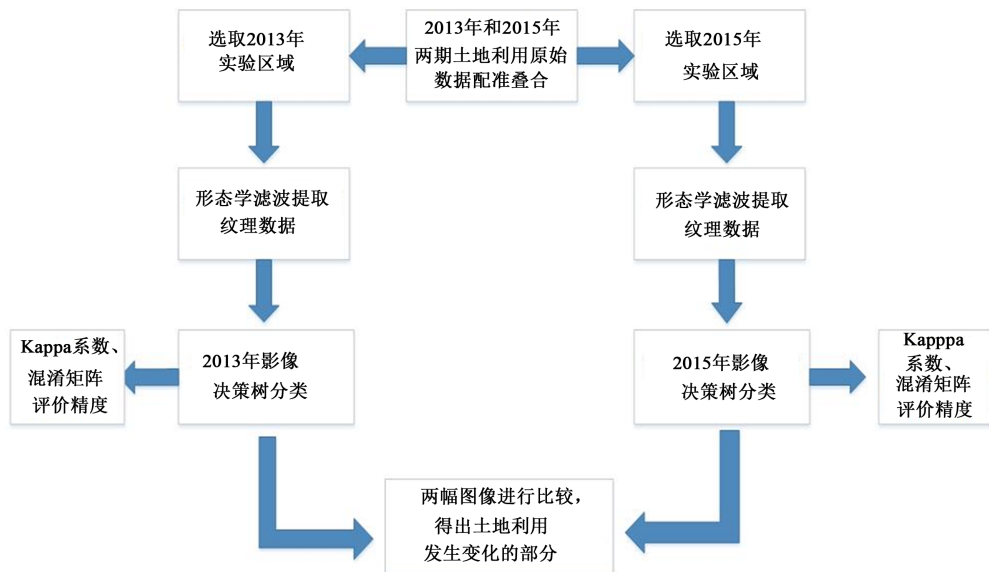 选取2013年
实验区域
2013年和2015年
两期土地利用原始
数据配准叠合
选取2015年
实验区域
形态学滤波提取
纹理数据
形态学滤波提取
纹理数据
Kappa系数、
混淆矩阵
评价精度
2013年影像
决策树分类
2015年影像
决策树分类
Kapppa
系数、
混淆矩阵
评价精度
两幅图像进行比较，
得出土地利用
发生变化的部分